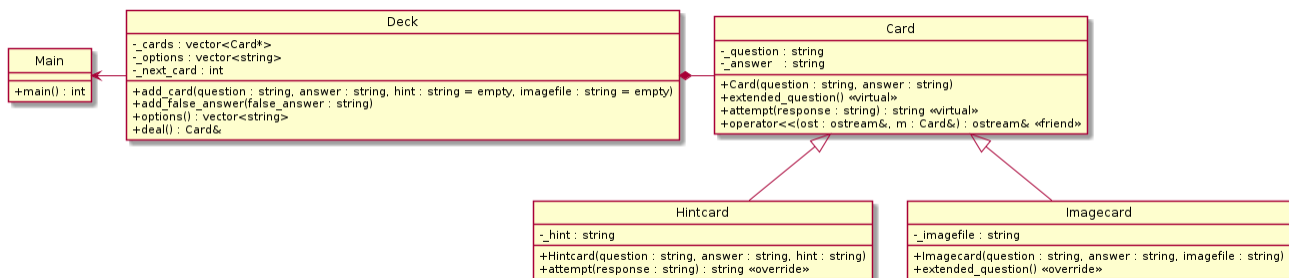 Main
+main() : int
Deck
-_cards : vector<Card*>
-_options : vector<string>
-_next_card : int
+add_card(question : string, answer : string, hint : string = empty, imagefile : string = empty)
+add_false_answer(false_answer : string)
+options() : vector<string>
+deal() : Card&
Card
-_question : string
-_answer : string
+Card(question : string, answer : string)
+extended_question() «virtual»
+attempt(response : string) : string «virtual»
+operator<<(ost : ostream&, m : Card&) : ostream& «friend»
Hintcard
-_hint : string
+Hintcard(question : string, answer : string, hint : string)
+attempt(response : string) : string «override»
Imagecard
-_imagefile : string
+Imagecard(question : string, answer : string, imagefile : string)
+extended_question() «override»